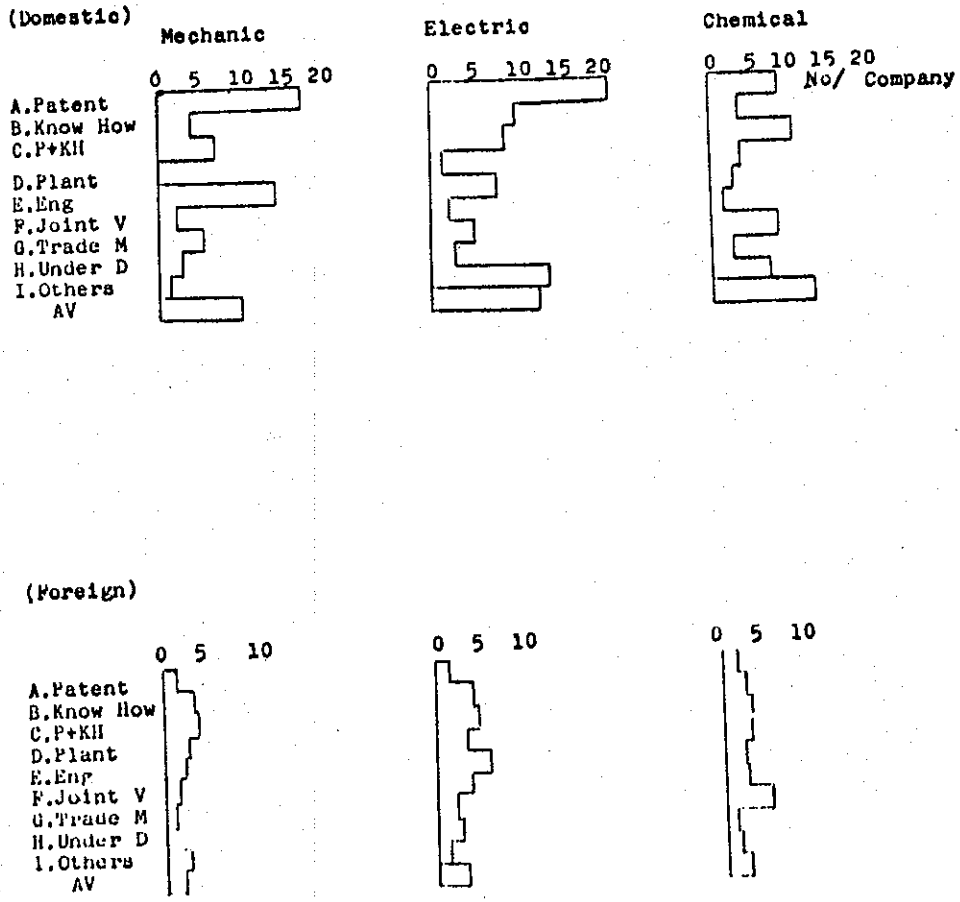 (Domestic)
Mechanic Electric Chemical
0 5 10 15 20 0 5 10 15 20 0 5 10 15 20
No/ Company
A.Patent
B.Know How
C.P+KH
D.Plant
E.Eng
F.Joint V
G.Trade M
H.Under D
I.Others
AV
(Foreign)
0 5 10 0 5 10 0 5 10
A.Patent
B.Know How
C.P+KH
D.Plant
E.Eng
F.Joint V
G.Trade M
H.Under D
I.Others
AV